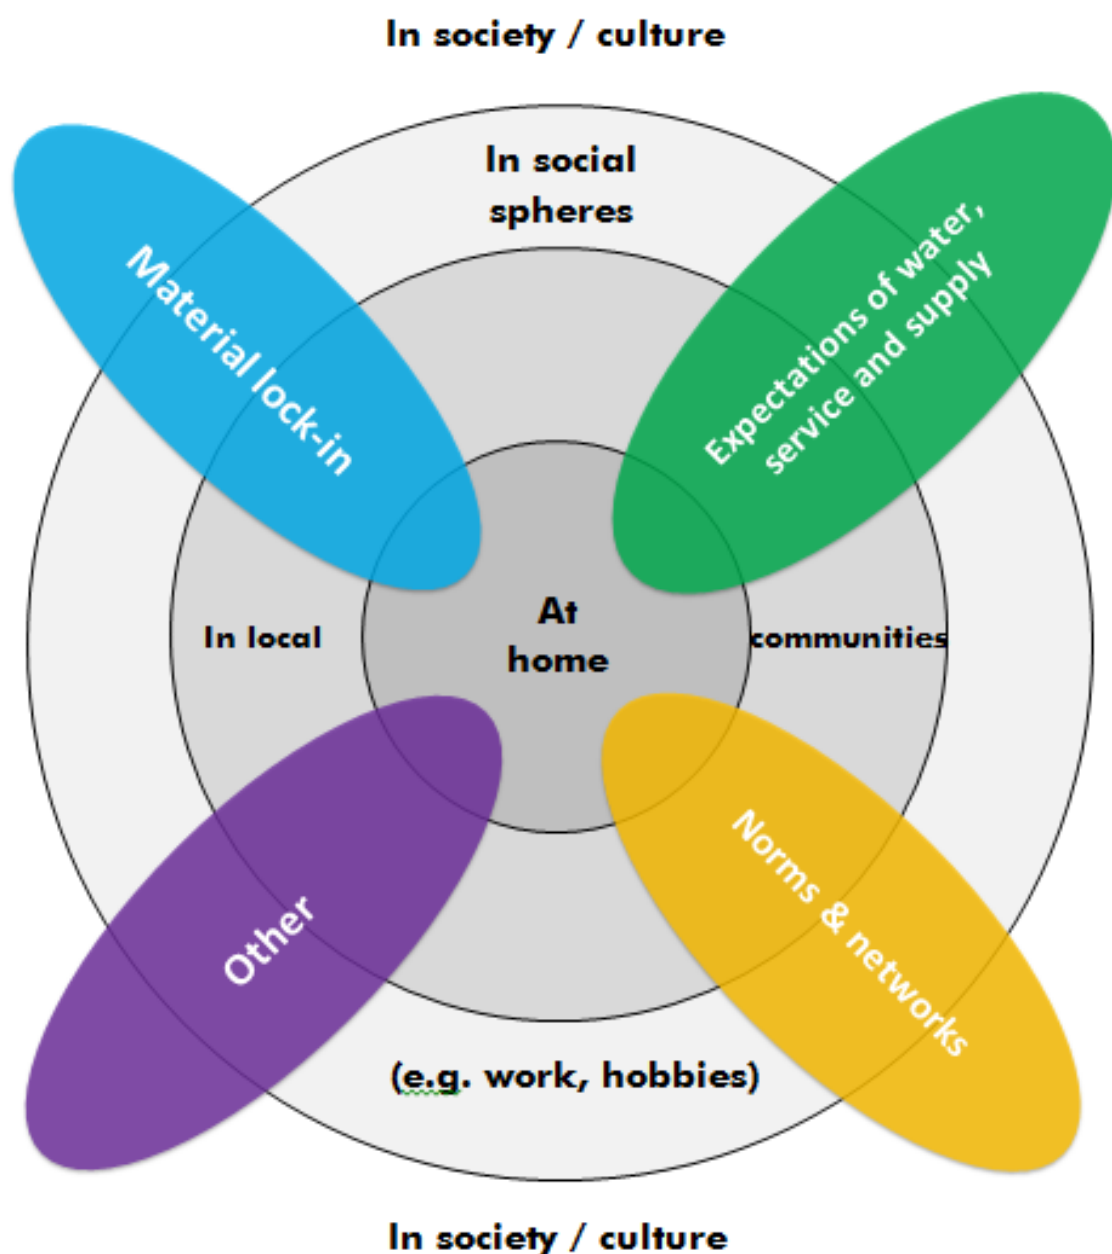 In society / culture
In social
spheres
Material lock-in
Expectations of water,
service and supply
At
home
In local
communities
Other
Norms & networks
(e.g. work, hobbies)
In society / culture